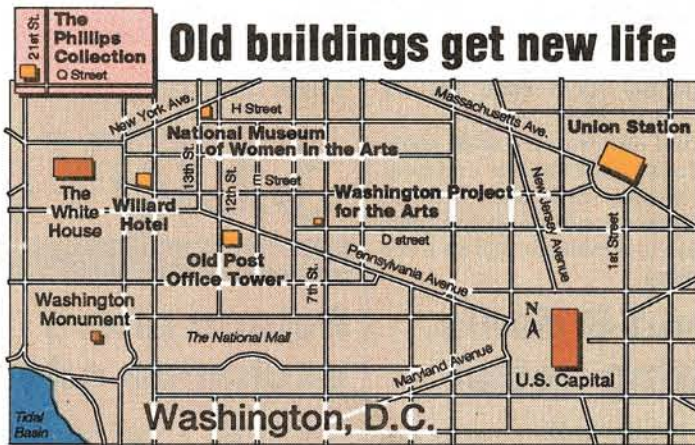 21st St.
The
Phillips
Collection
Q Street
Old buildings get new life
New York Ave.
H Street
Massachusetts Ave.
National Museum
of Women in the Arts
Union Station
13th St.
12th St.
E Street
The
White
House
Willard
Hotel
Washington Project
for the Arts
New Jersey Avenue
1st Street
D street
Old Post
Office Tower
7th St.
Pennsylvania Avenue
Washington
Monument
The National Mall
N
Maryland Avenue
U.S. Capital
Tidal
Basin
Washington, D.C.